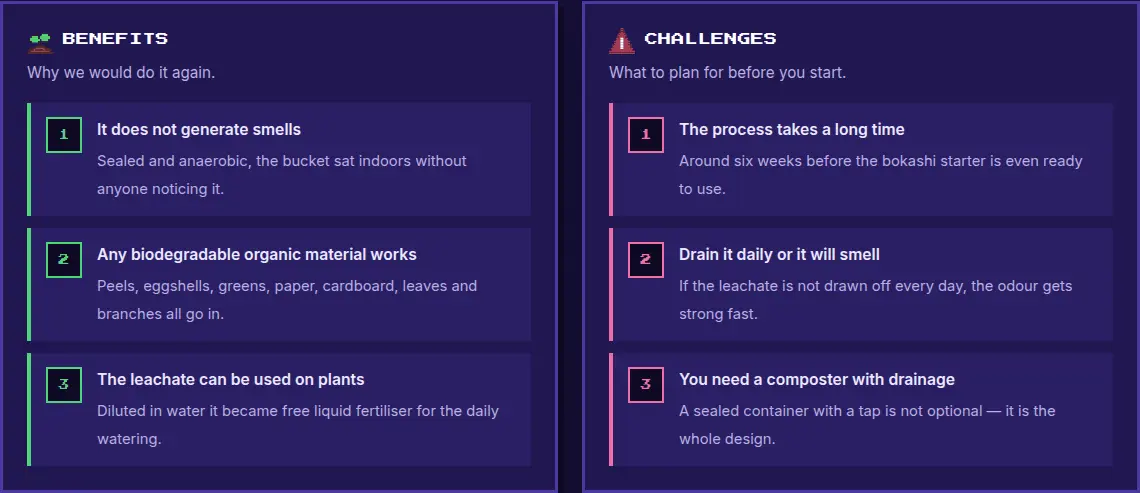 BENEFITS
Why we would do it again.
1
It does not generate smells
Sealed and anaerobic, the bucket sat indoors without
anyone noticing it.
2
Any biodegradable organic material works
Peels, eggshells, greens, paper, cardboard, leaves and
branches all go in.
3
The leachate can be used on plants
Diluted in water it became free liquid fertiliser for the daily
watering.
CHALLENGES
What to plan for before you start.
1
The process takes a long time
Around six weeks before the bokashi starter is even ready
to use.
2
Drain it daily or it will smell
If the leachate is not drawn off every day, the odour gets
strong fast.
3
You need a composter with drainage
A sealed container with a tap is not optional — it is the
whole design.